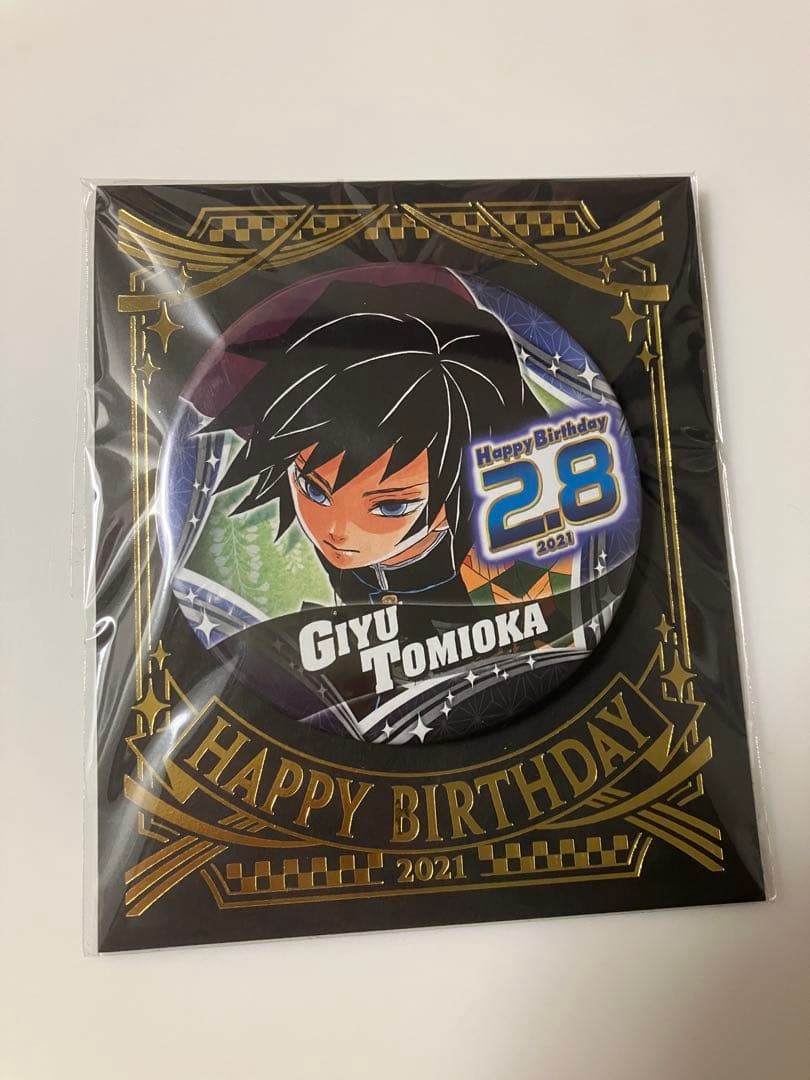 Happy Birthday
2.8
2021
GIYU
TOMIOKA
HAPPY BIRTHDAY
2021